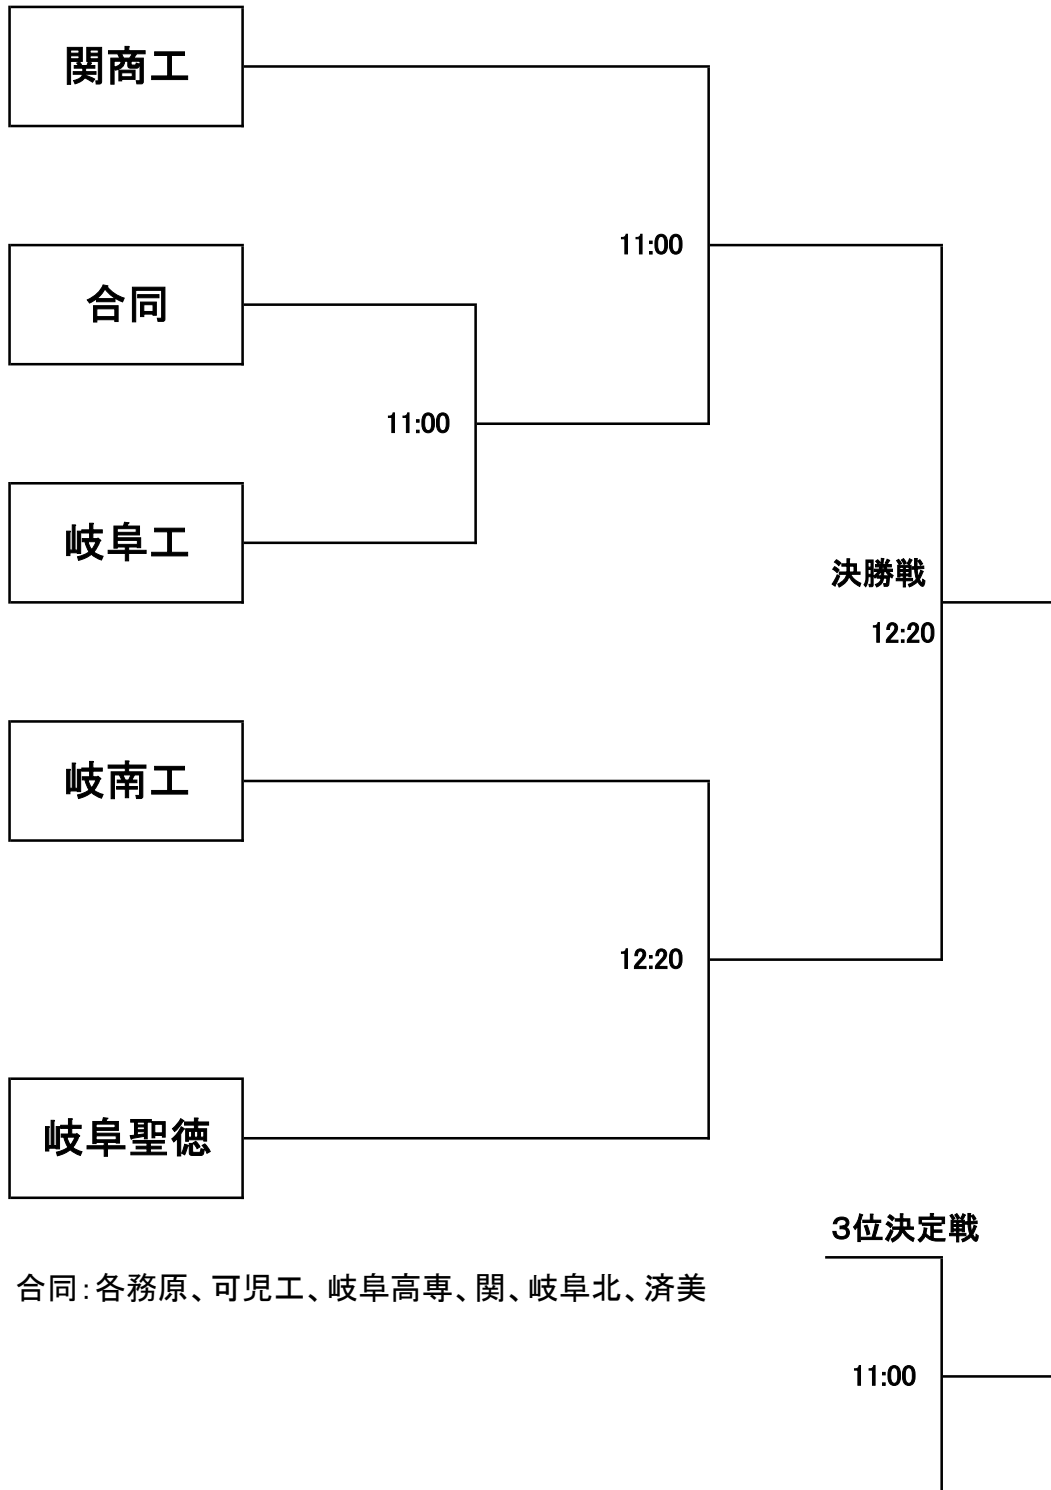 関商工
11:00
合同
11:00
岐阜工
決勝戦
12:20
岐南工
12:20
岐阜聖徳
3位決定戦
合同：各務原、可児工、岐阜高専、関、岐阜北、済美
11:00